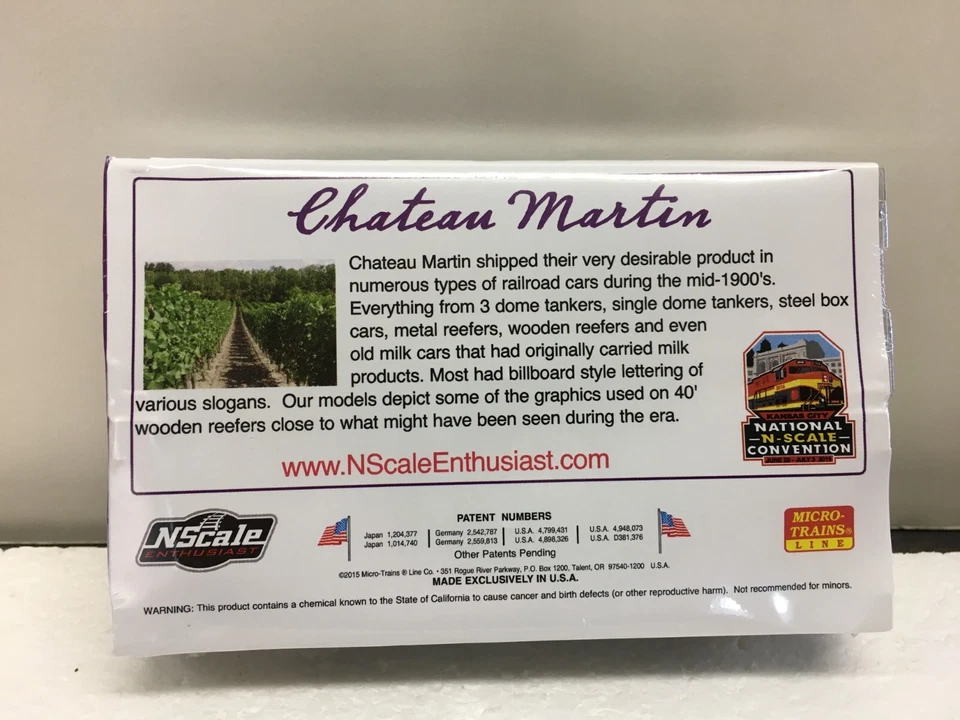 Chateau Martin
Chateau Martin shipped their very desirable product in
numerous types of railroad cars during the mid-1900's.
Everything from 3 dome tankers, single dome tankers, steel box
cars, metal reefers, wooden reefers and even
old milk cars that had originally carried milk
products. Most had billboard style lettering of
various slogans. Our models depict some of the graphics used on 40'
wooden reefers close to what might have been seen during the era.
KANSAS CITY
NATIONAL
N-SCALE
CONVENTION
www.NScaleEnthusiast.com
NScale
ENTHUSIAST
PATENT NUMBERS
Japan 1,204,377 Germany 2,542,787 U.S.A. 4,799,431 U.S.A. 4,948,073
Japan 1,014,740 Germany 2,559,813 U.S.A. 4,898,326 U.S.A. D381,376
Other Patents Pending
MICRO-
TRAINS®
LINE
©2015 Micro-Trains ® Line Co. • 351 Rogue River Parkway, P.O. Box 1200, Talent, OR 97540-1200 U.S.A.
MADE EXCLUSIVELY IN U.S.A.
WARNING: This product contains a chemical known to the State of California to cause cancer and birth defects (or other reproductive harm). Not recommended for minors.